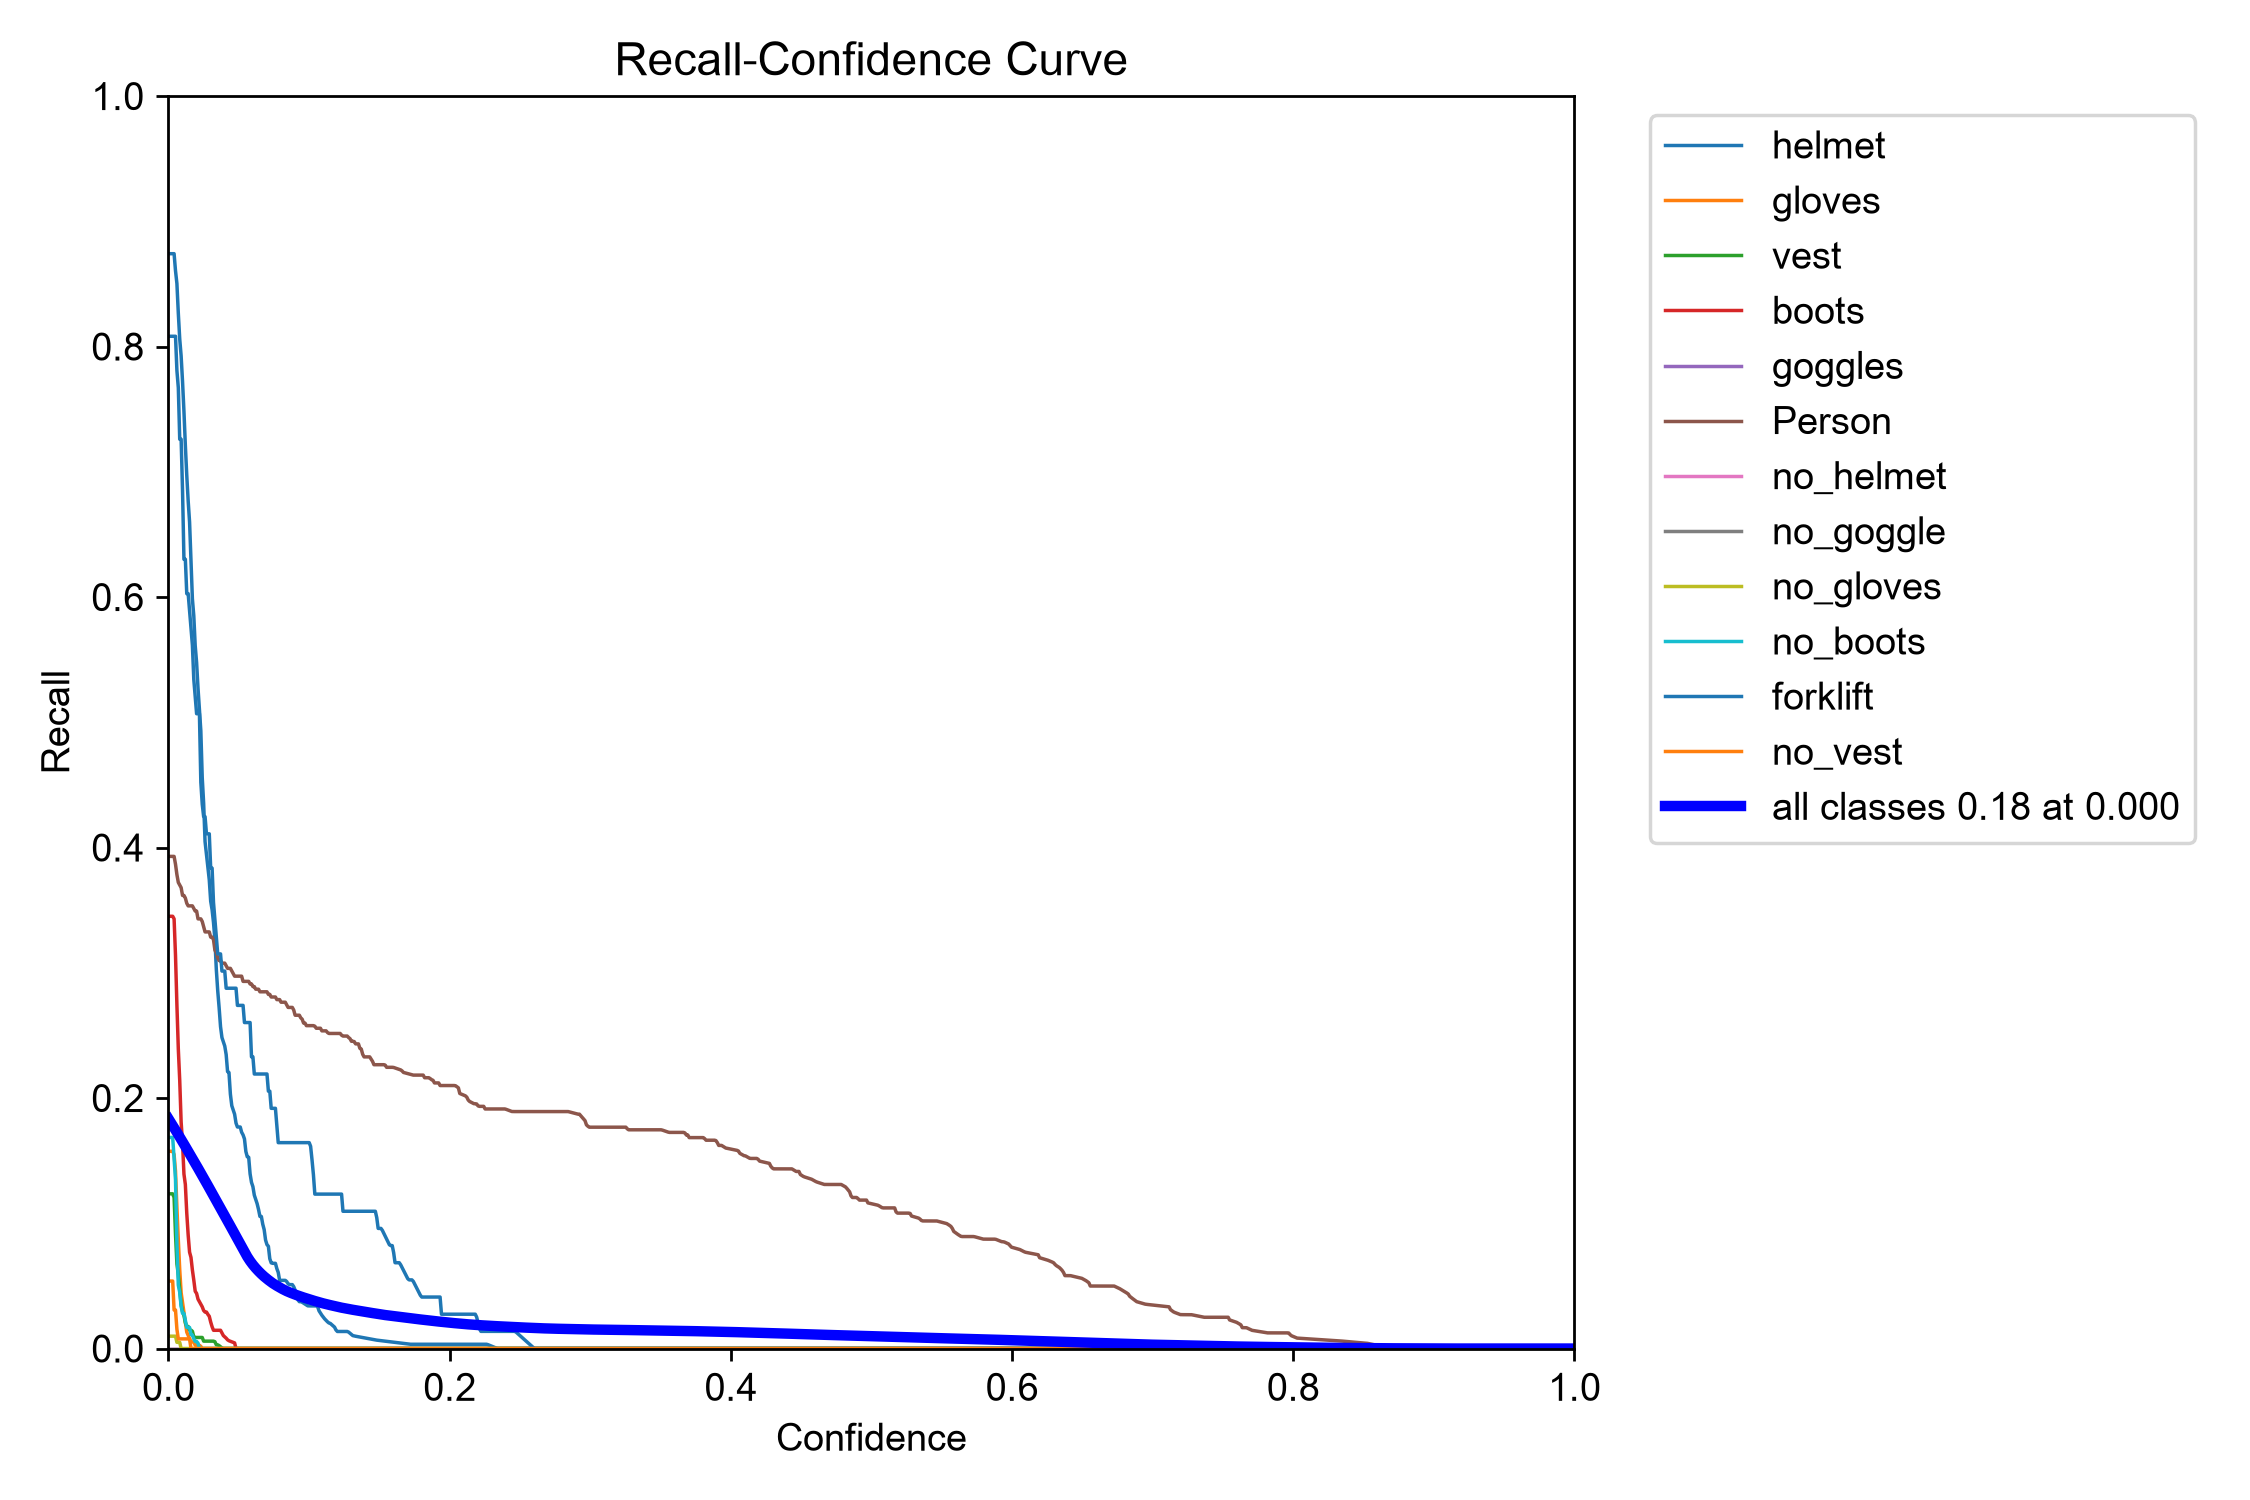 Recall-Confidence Curve
1.0
0.8
0.6
0.4
0.2
0.0
Recall
0.0 0.2 0.4 0.6 0.8 1.0
Confidence
helmet
gloves
vest
boots
goggles
Person
no_helmet
no_goggle
no_gloves
no_boots
forklift
no_vest
all classes 0.18 at 0.000